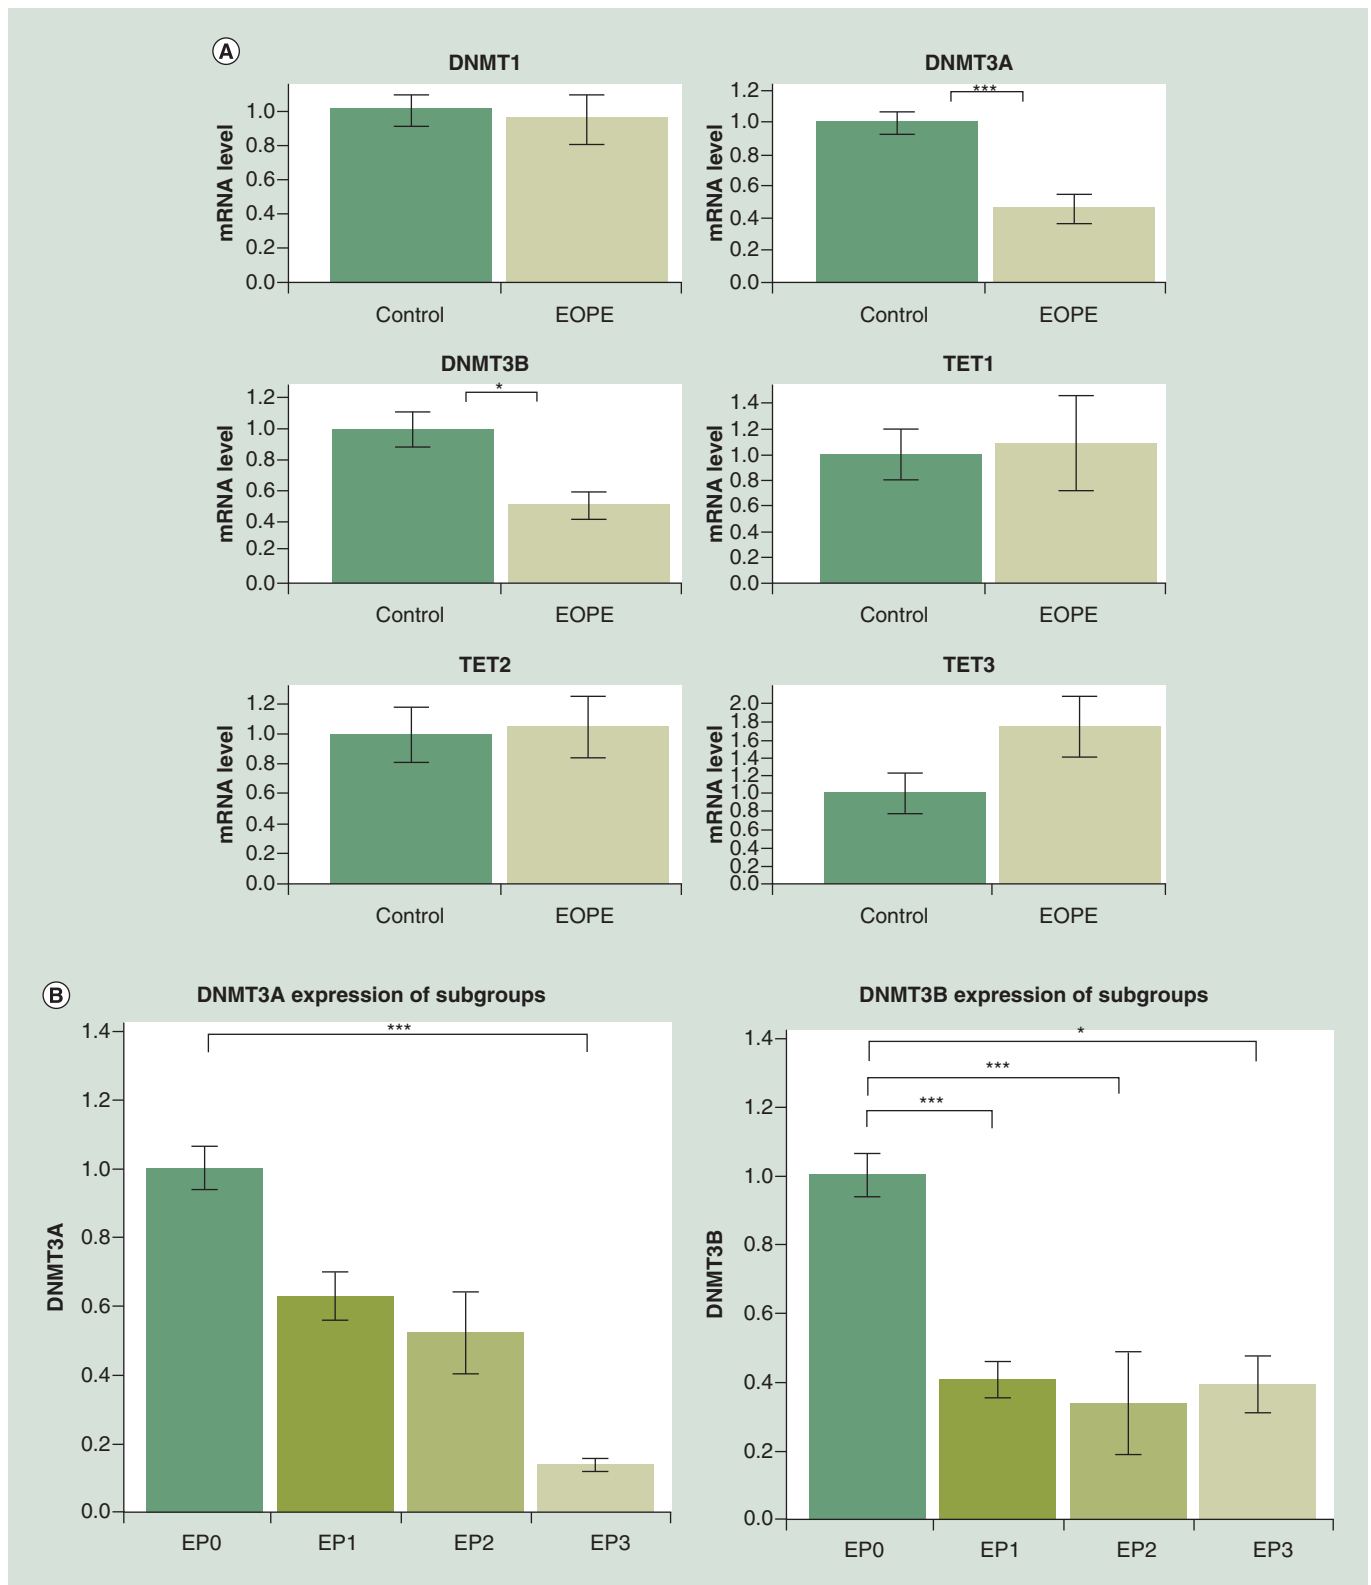 A
DNMT1
mRNA level
1.0
0.8
0.6
0.4
0.2
0.0
Control
EOPE
DNMT3A
mRNA level
1.2
1.0
0.8
0.6
0.4
0.2
0.0
***
Control
EOPE
DNMT3B
mRNA level
1.2
1.0
0.8
0.6
0.4
0.2
0.0
*
Control
EOPE
TET1
mRNA level
1.4
1.2
1.0
0.8
0.6
0.4
0.2
0.0
Control
EOPE
TET2
mRNA level
1.2
1.0
0.8
0.6
0.4
0.2
0.0
Control
EOPE
TET3
mRNA level
2.0
1.8
1.6
1.4
1.2
1.0
0.8
0.6
0.4
0.2
0.0
Control
EOPE
B
DNMT3A expression of subgroups
DNMT3A
1.4
1.2
1.0
0.8
0.6
0.4
0.2
0.0
***
EP0
EP1
EP2
EP3
DNMT3B expression of subgroups
DNMT3B
1.4
1.2
1.0
0.8
0.6
0.4
0.2
0.0
*
***
***
EP0
EP1
EP2
EP3